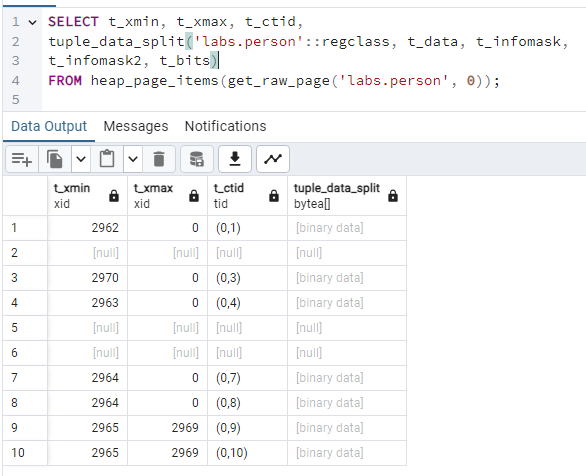 1 SELECT t_xmin, t_xmax, t_ctid,
2 tuple_data_split('labs.person'::regclass, t_data, t_infomask,
3 t_infomask2, t_bits)
4 FROM heap_page_items(get_raw_page('labs.person', 0));
5
Data Output Messages Notifications
t_xmin t_xmax t_ctid tuple_data_split
xid xid tid bytea[]
1 2962 0 (0,1) [binary data]
2 [null] [null] [null] [null]
3 2970 0 (0,3) [binary data]
4 2963 0 (0,4) [binary data]
5 [null] [null] [null] [null]
6 [null] [null] [null] [null]
7 2964 0 (0,7) [binary data]
8 2964 0 (0,8) [binary data]
9 2965 2969 (0,9) [binary data]
10 2965 2969 (0,10) [binary data]